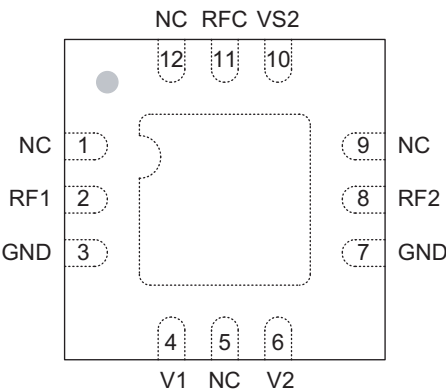 NC RFC VS2
12 11 10
NC 1 9 NC
RF1 2 8 RF2
GND 3 7 GND
4 5 6
V1 NC V2